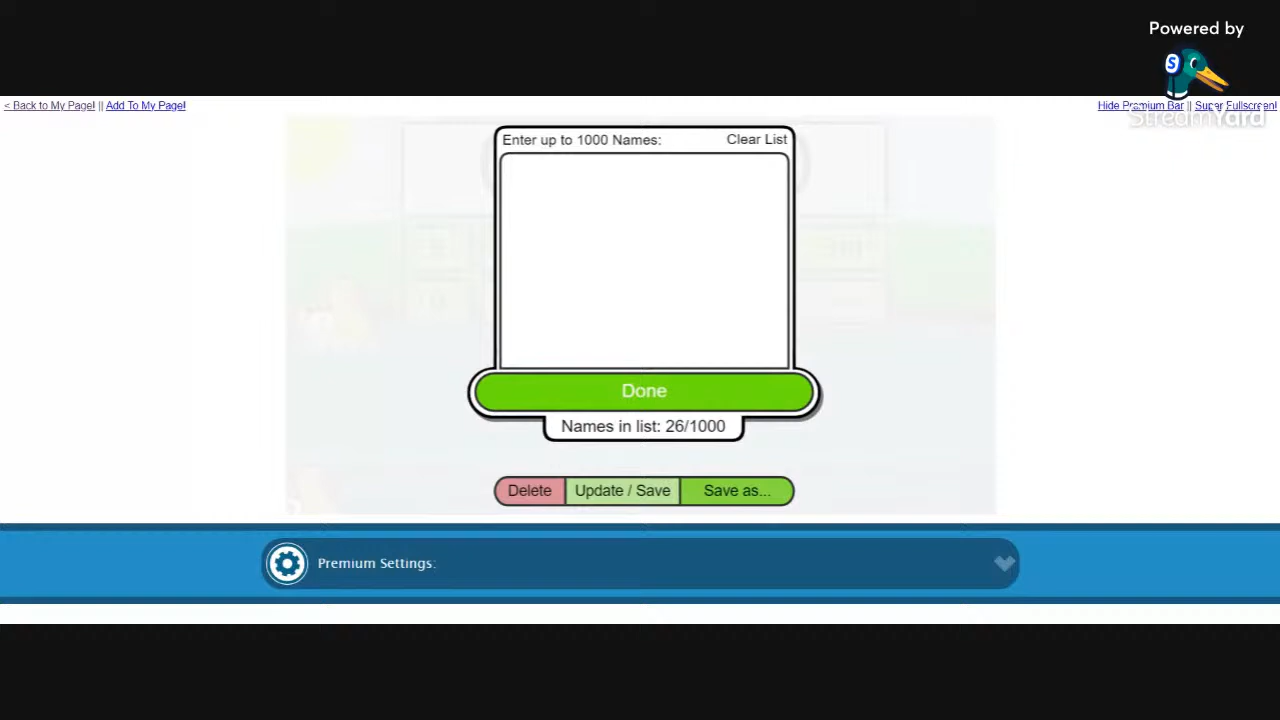 Powered by
S
StreamYard
< Back to My Page! || Add To My Page!
Hide Premium Bar || Super Fullscreen!
Enter up to 1000 Names:
Clear List
Done
Names in list: 26/1000
Delete
Update / Save
Save as...
Premium Settings: